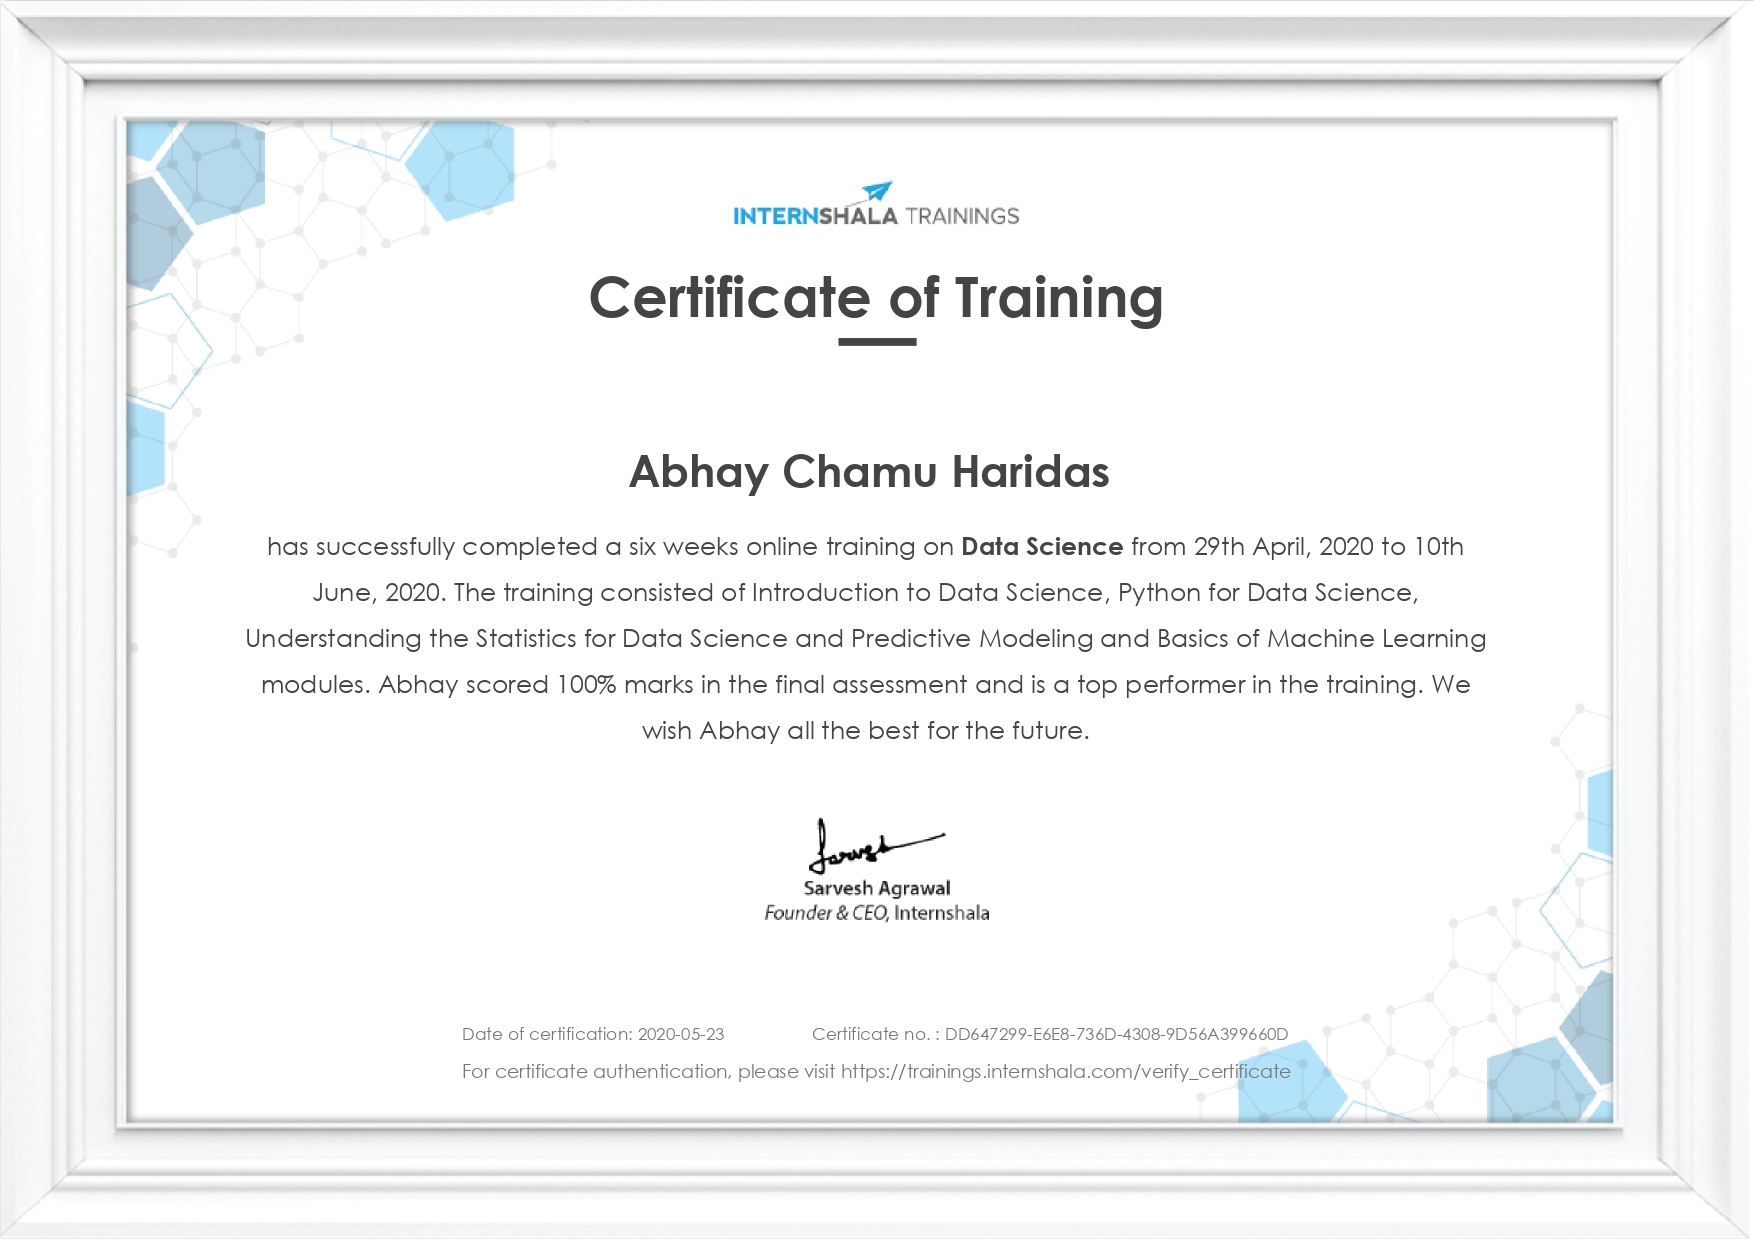 INTERNSHALA TRAININGS
Certificate of Training
Abhay Chamu Haridas
has successfully completed a six weeks online training on Data Science from 29th April, 2020 to 10th
June, 2020. The training consisted of Introduction to Data Science, Python for Data Science,
Understanding the Statistics for Data Science and Predictive Modeling and Basics of Machine Learning
modules. Abhay scored 100% marks in the final assessment and is a top performer in the training. We
wish Abhay all the best for the future.
Sarvesh
Sarvesh Agrawal
Founder & CEO, Internshala
Date of certification: 2020-05-23 Certificate no. : DD647299-E6E8-736D-4308-9D56A399660D
For certificate authentication, please visit https://trainings.internshala.com/verify_certificate